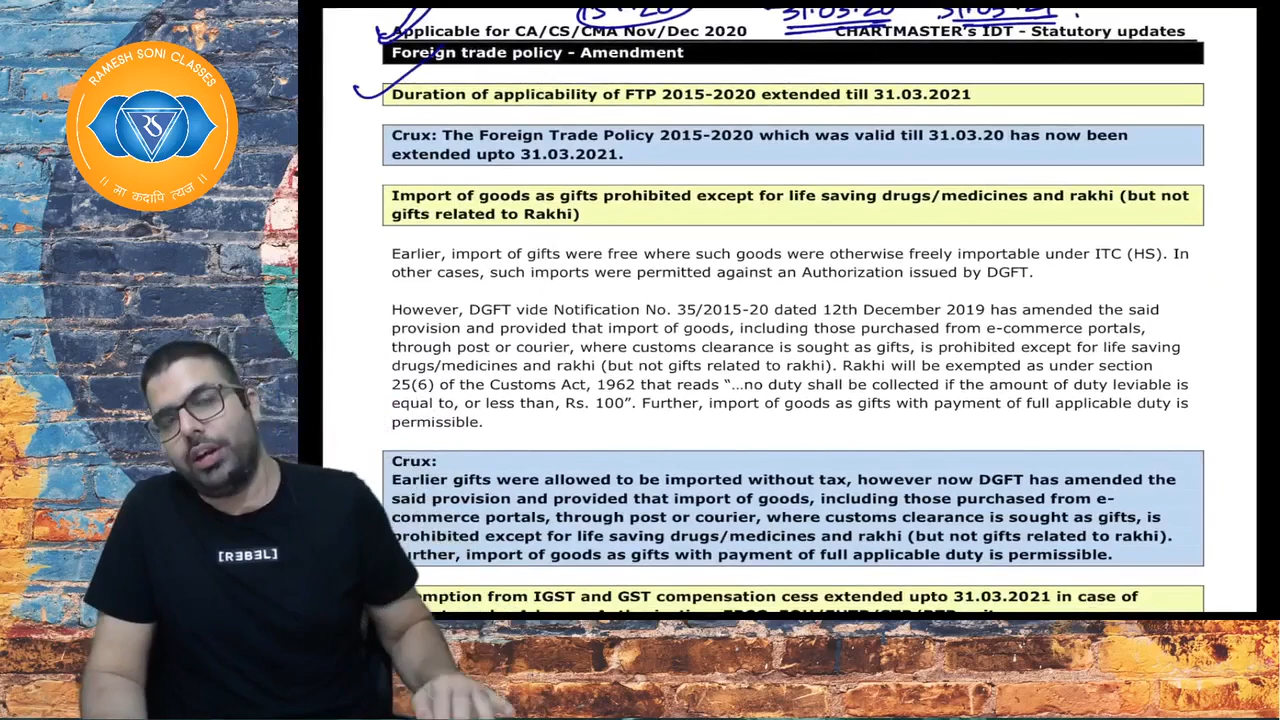 15 20
31.03.20
31.03.21
Applicable for CA/CS/CMA Nov/Dec 2020 CHARTMASTER's IDT - Statutory updates
Foreign trade policy - Amendment
Duration of applicability of FTP 2015-2020 extended till 31.03.2021
Crux: The Foreign Trade Policy 2015-2020 which was valid till 31.03.20 has now been
extended upto 31.03.2021.
Import of goods as gifts prohibited except for life saving drugs/medicines and rakhi (but not
gifts related to Rakhi)
Earlier, import of gifts were free where such goods were otherwise freely importable under ITC (HS). In
other cases, such imports were permitted against an Authorization issued by DGFT.
However, DGFT vide Notification No. 35/2015-20 dated 12th December 2019 has amended the said
provision and provided that import of goods, including those purchased from e-commerce portals,
through post or courier, where customs clearance is sought as gifts, is prohibited except for life saving
drugs/medicines and rakhi (but not gifts related to rakhi). Rakhi will be exempted as under section
25(6) of the Customs Act, 1962 that reads “…no duty shall be collected if the amount of duty leviable is
equal to, or less than, Rs. 100”. Further, import of goods as gifts with payment of full applicable duty is
permissible.
Crux:
Earlier gifts were allowed to be imported without tax, however now DGFT has amended the
said provision and provided that import of goods, including those purchased from e-
commerce portals, through post or courier, where customs clearance is sought as gifts, is
prohibited except for life saving drugs/medicines and rakhi (but not gifts related to rakhi).
Further, import of goods as gifts with payment of full applicable duty is permissible.
emption from IGST and GST compensation cess extended upto 31.03.2021 in case of
RAMESH SONI CLASSES
RS
।। मा कदापि त्यज ।।
[REBEL]